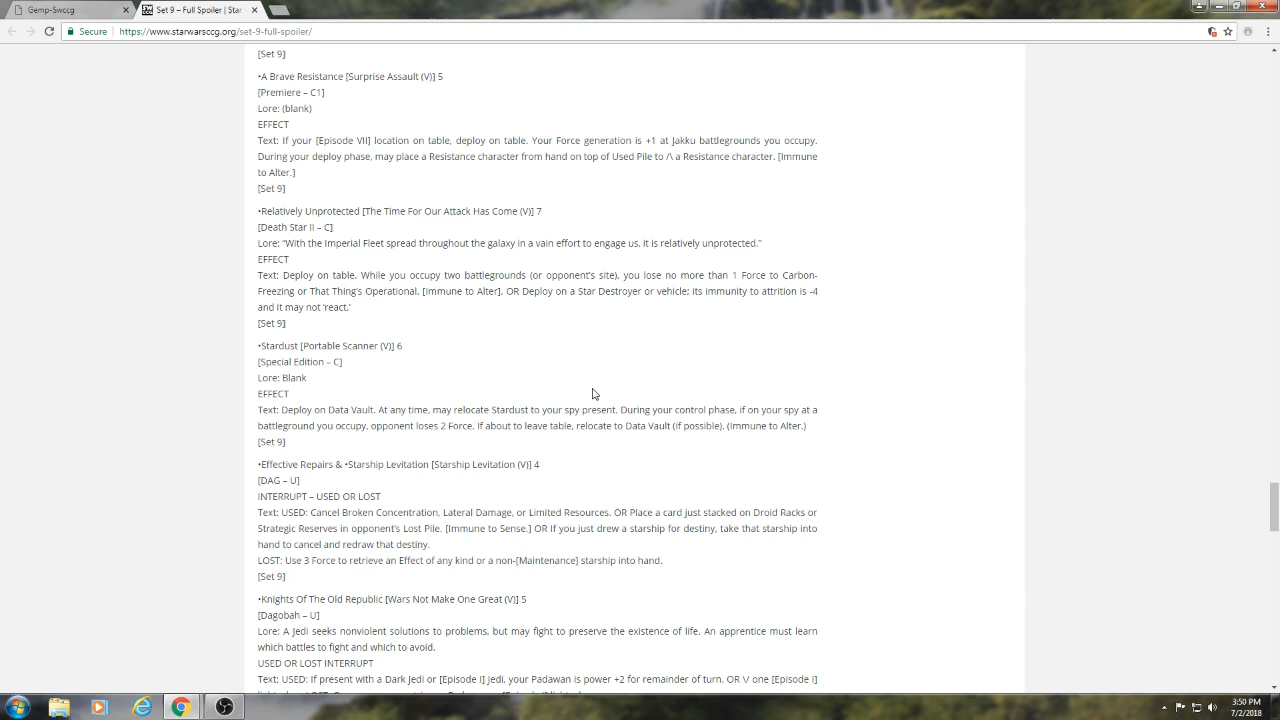 Gemp-Swccg
Set 9 – Full Spoiler | Star
Secure https://www.starwarsccg.org/set-9-full-spoiler/
[Set 9]
•A Brave Resistance [Surprise Assault (V)] 5
[Premiere – C1]
Lore: (blank)
EFFECT
Text: If your [Episode VII] location on table, deploy on table. Your Force generation is +1 at Jakku battlegrounds you occupy.
During your deploy phase, may place a Resistance character from hand on top of Used Pile to /\ a Resistance character. [Immune
to Alter.]
[Set 9]
•Relatively Unprotected [The Time For Our Attack Has Come (V)] 7
[Death Star II – C]
Lore: “With the Imperial Fleet spread throughout the galaxy in a vain effort to engage us, it is relatively unprotected.”
EFFECT
Text: Deploy on table. While you occupy two battlegrounds (or opponent’s site), you lose no more than 1 Force to Carbon-
Freezing or That Thing’s Operational. [Immune to Alter]. OR Deploy on a Star Destroyer or vehicle; its immunity to attrition is -4
and it may not ‘react.’
[Set 9]
•Stardust [Portable Scanner (V)] 6
[Special Edition – C]
Lore: Blank
EFFECT
Text: Deploy on Data Vault. At any time, may relocate Stardust to your spy present. During your control phase, if on your spy at a
battleground you occupy, opponent loses 2 Force. If about to leave table, relocate to Data Vault (if possible). (Immune to Alter.)
[Set 9]
•Effective Repairs & •Starship Levitation [Starship Levitation (V)] 4
[DAG – U]
INTERRUPT – USED OR LOST
Text: USED: Cancel Broken Concentration, Lateral Damage, or Limited Resources. OR Place a card just stacked on Droid Racks or
Strategic Reserves in opponent’s Lost Pile. [Immune to Sense.] OR If you just drew a starship for destiny, take that starship into
hand to cancel and redraw that destiny.
LOST: Use 3 Force to retrieve an Effect of any kind or a non-[Maintenance] starship into hand.
[Set 9]
•Knights Of The Old Republic [Wars Not Make One Great (V)] 5
[Dagobah – U]
Lore: A Jedi seeks nonviolent solutions to problems, but may fight to preserve the existence of life. An apprentice must learn
which battles to fight and which to avoid.
USED OR LOST INTERRUPT
Text: USED: If present with a Dark Jedi or [Episode I] Jedi, your Padawan is power +2 for remainder of turn. OR \/ one [Episode I]
3:50 PM
7/2/2018